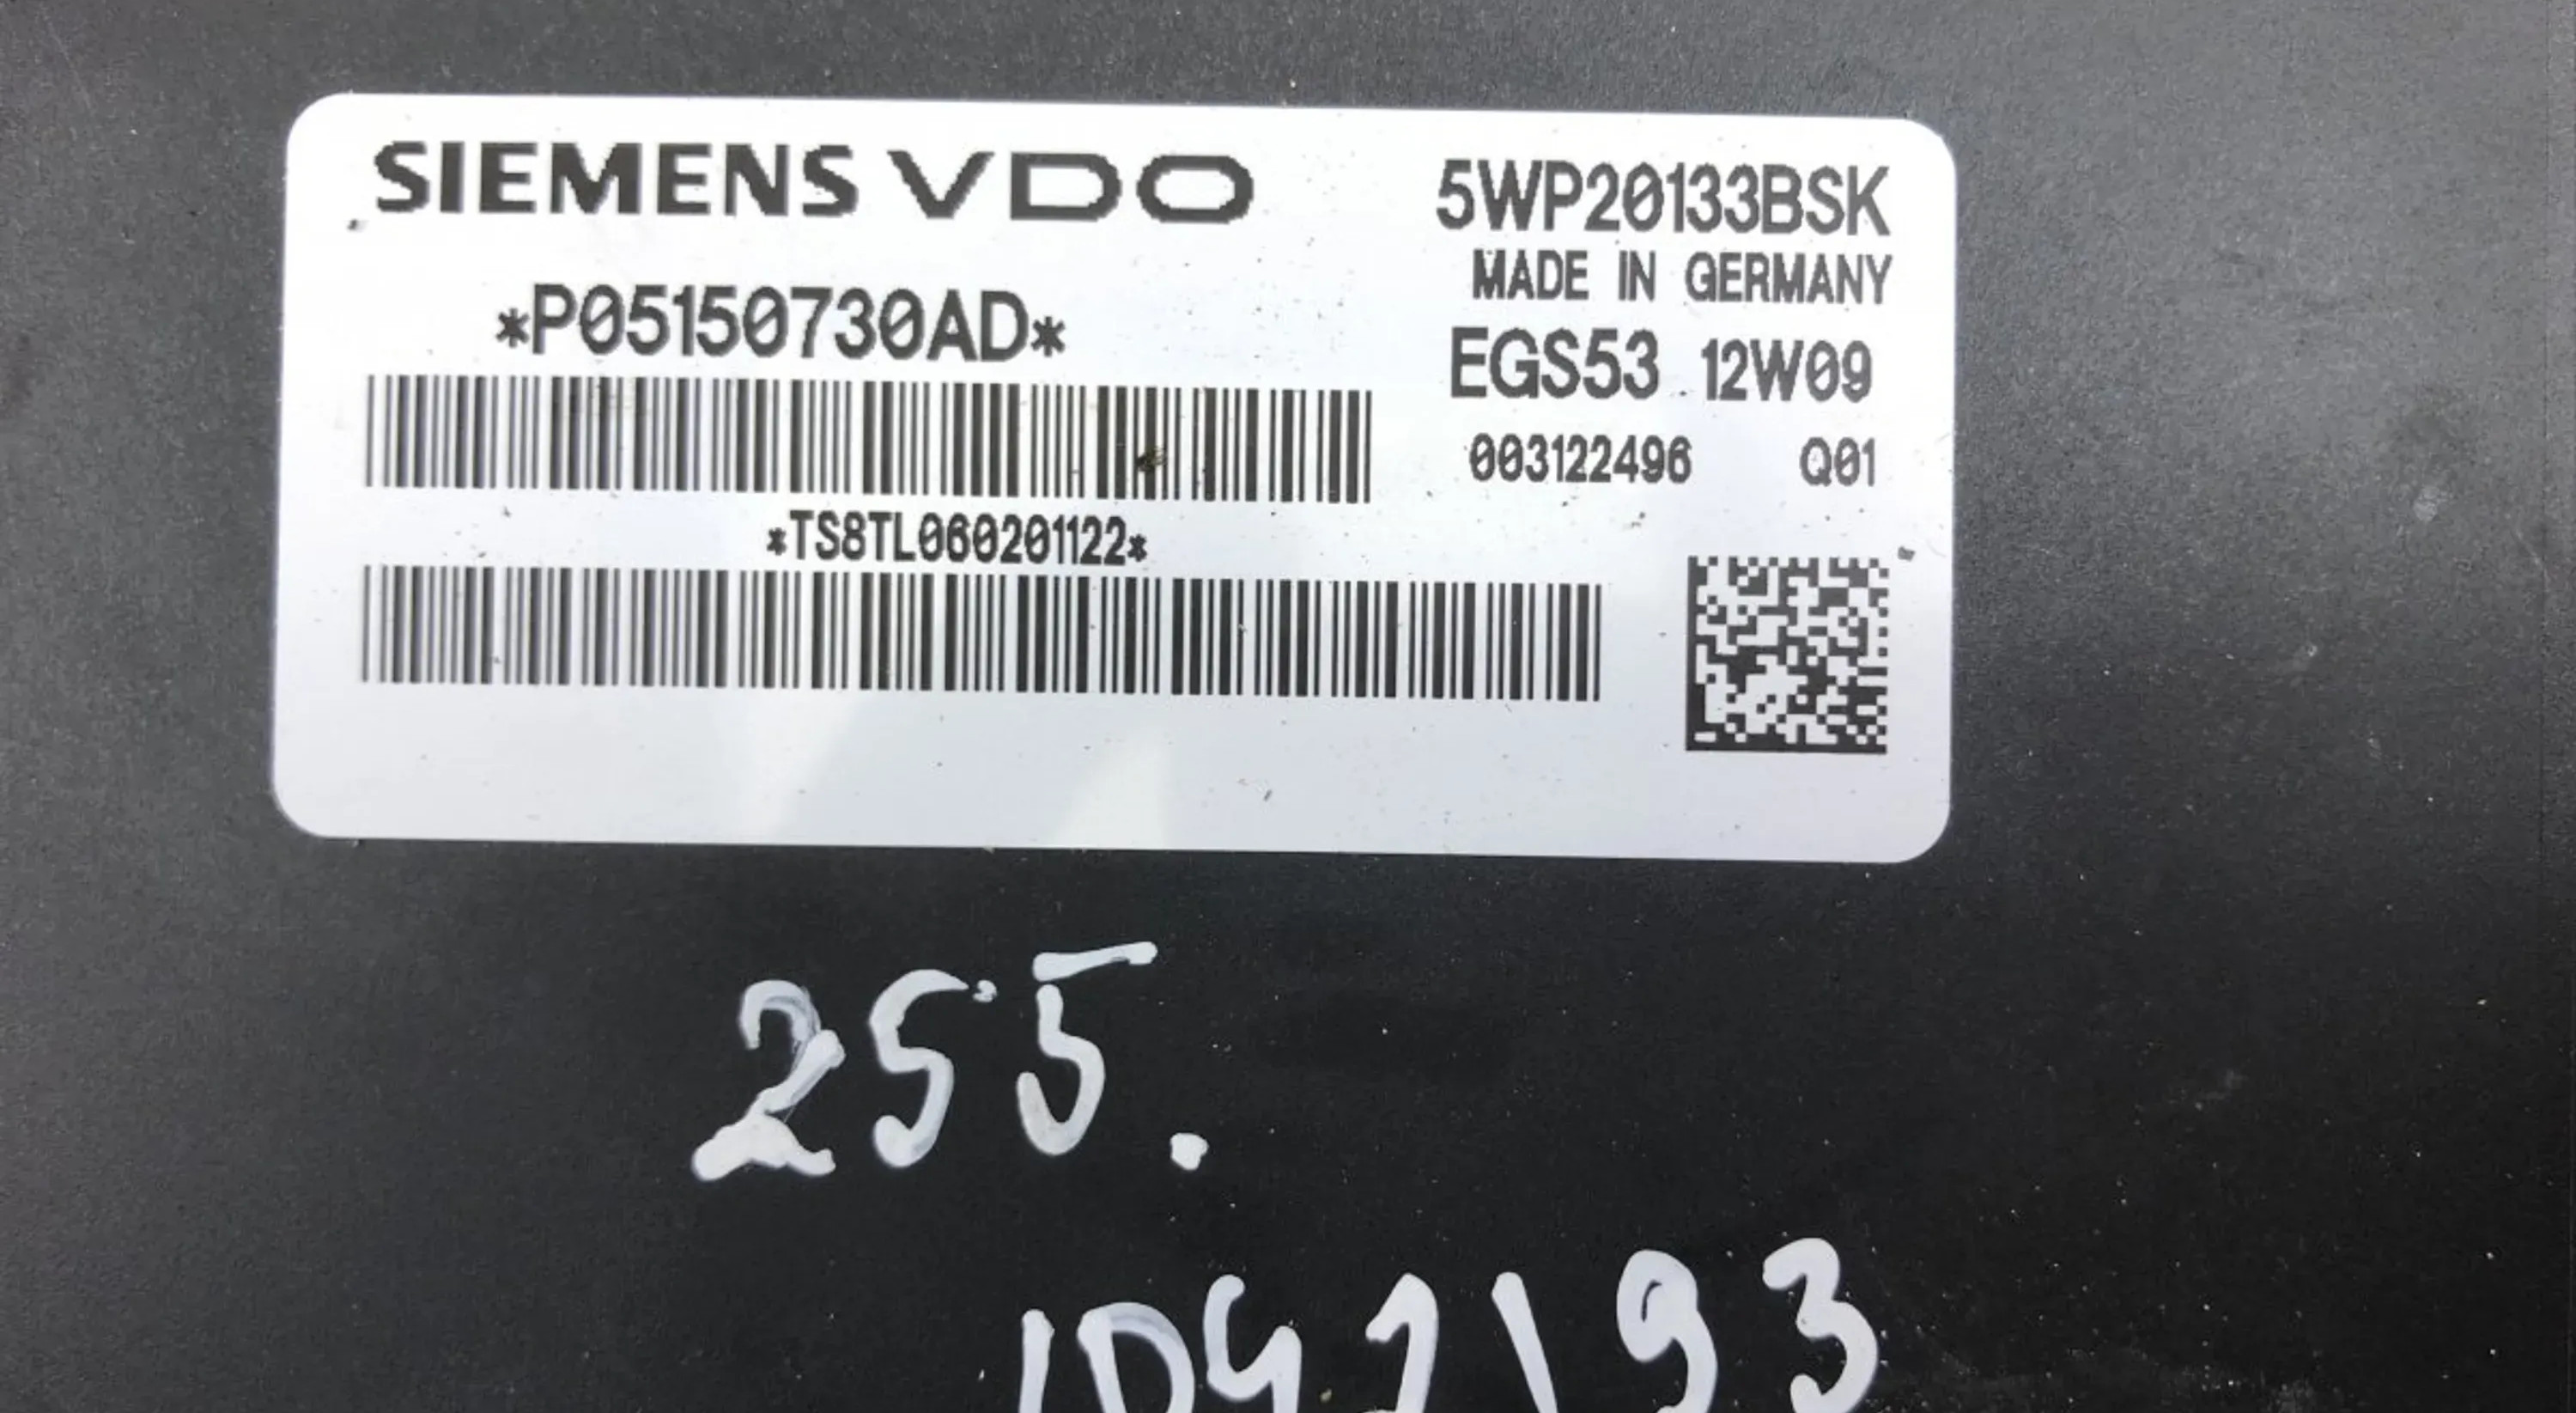 SIEMENS VDO
5WP20133BSK
MADE IN GERMANY
*P05150730AD*
EGS53 12W09
003122496 Q01
*TS8TL060201122*
255.